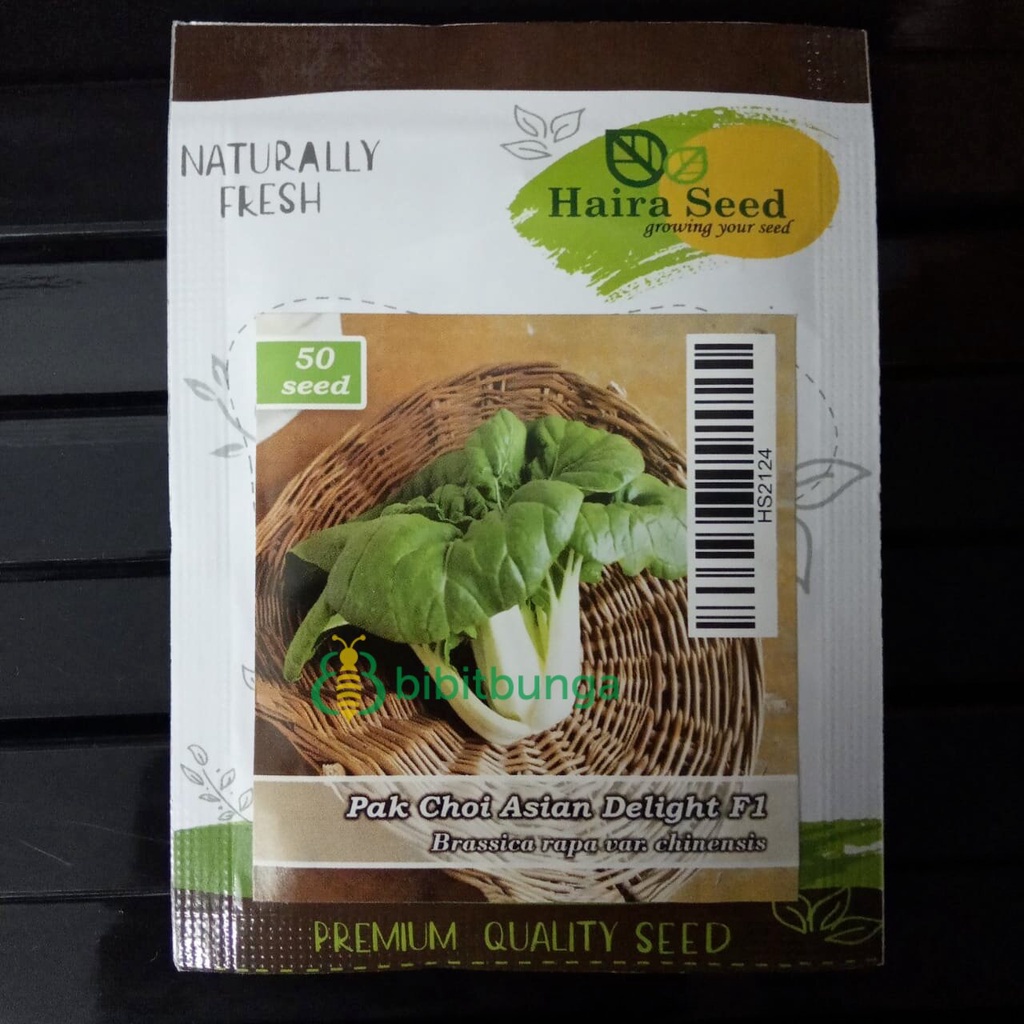 NATURALLY
FRESH
Haira Seed
growing your seed
50
seed
HS2124
bibitbunga
Pak Choi Asian Delight F1
Brassica rapa var. chinensis
PREMIUM QUALITY SEED